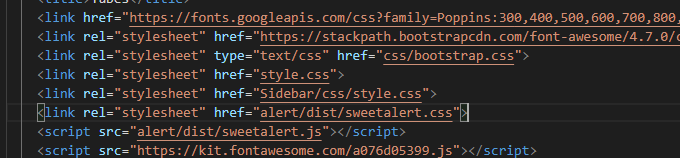 <title>Tubes</title>
<link href="https://fonts.googleapis.com/css?family=Poppins:300,400,500,600,700,800,
<link rel="stylesheet" href="https://stackpath.bootstrapcdn.com/font-awesome/4.7.0/c
<link rel="stylesheet" type="text/css" href="css/bootstrap.css">
<link rel="stylesheet" href="style.css">
<link rel="stylesheet" href="Sidebar/css/style.css">
<link rel="stylesheet" href="alert/dist/sweetalert.css">
<script src="alert/dist/sweetalert.js"></script>
<script src="https://kit.fontawesome.com/a076d05399.js"></script>